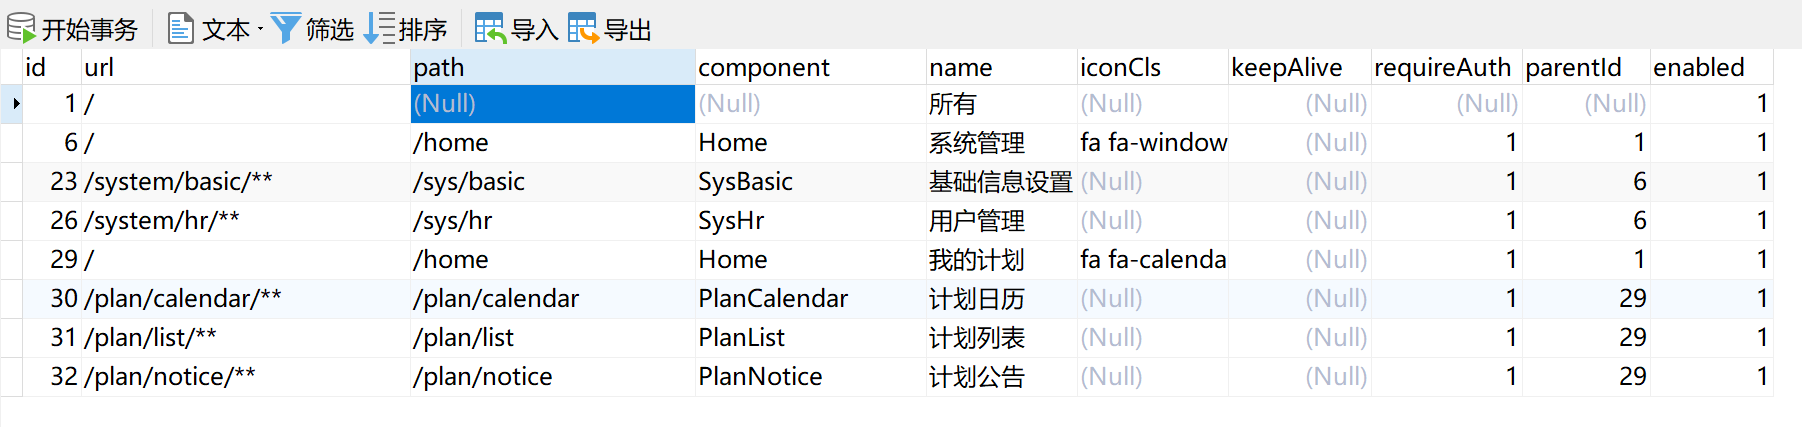 开始事务 文本 筛选 排序 导入 导出
id url path component name iconCls keepAlive requireAuth parentId enabled
1 / (Null) (Null) 所有 (Null) (Null) (Null) (Null) 1
6 / /home Home 系统管理 fa fa-window (Null) 1 1 1
23 /system/basic/** /sys/basic SysBasic 基础信息设置 (Null) (Null) 1 6 1
26 /system/hr/** /sys/hr SysHr 用户管理 (Null) (Null) 1 6 1
29 / /home Home 我的计划 fa fa-calenda (Null) 1 1 1
30 /plan/calendar/** /plan/calendar PlanCalendar 计划日历 (Null) (Null) 1 29 1
31 /plan/list/** /plan/list PlanList 计划列表 (Null) (Null) 1 29 1
32 /plan/notice/** /plan/notice PlanNotice 计划公告 (Null) (Null) 1 29 1